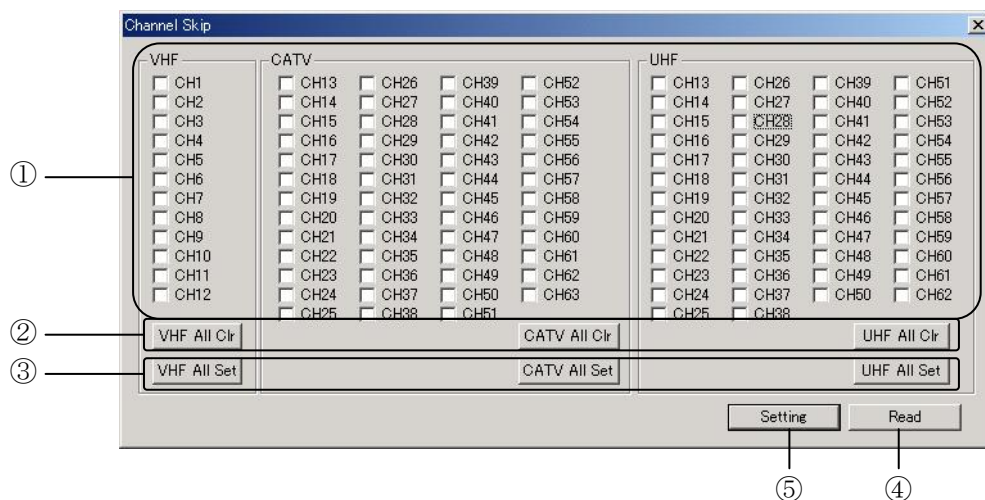 Channel Skip
VHF CATV UHF
CH1 CH13 CH26 CH39 CH52 CH13 CH26 CH39 CH51
CH2 CH14 CH27 CH40 CH53 CH14 CH27 CH40 CH52
CH3 CH15 CH28 CH41 CH54 CH15 CH28 CH41 CH53
CH4 CH16 CH29 CH42 CH55 CH16 CH29 CH42 CH54
CH5 CH17 CH30 CH43 CH56 CH17 CH30 CH43 CH55
① CH6 CH18 CH31 CH44 CH57 CH18 CH31 CH44 CH56
CH7 CH19 CH32 CH45 CH58 CH19 CH32 CH45 CH57
CH8 CH20 CH33 CH46 CH59 CH20 CH33 CH46 CH58
CH9 CH21 CH34 CH47 CH60 CH21 CH34 CH47 CH59
CH10 CH22 CH35 CH48 CH61 CH22 CH35 CH48 CH60
CH11 CH23 CH36 CH49 CH62 CH23 CH36 CH49 CH61
CH12 CH24 CH37 CH50 CH63 CH24 CH37 CH50 CH62
CH25 CH38 CH51 CH25 CH38
② VHF All Clr CATV All Clr UHF All Clr
③ VHF All Set CATV All Set UHF All Set
Setting Read
⑤ ④